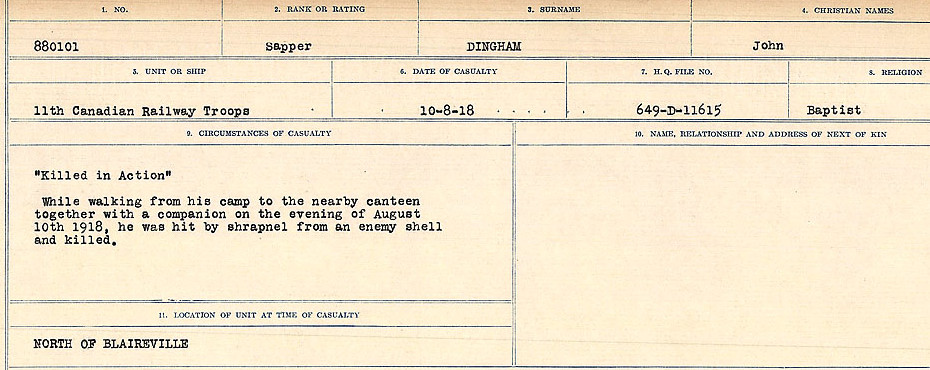 1. NO. 2. RANK OR RATING 3. SURNAME 4. CHRISTIAN NAMES
880101 Sapper DINGHAM John
5. UNIT OR SHIP 6. DATE OF CASUALTY 7. H.Q. FILE NO. 8. RELIGION
11th Canadian Railway Troops 10-8-18 649-D-11615 Baptist
9. CIRCUMSTANCES OF CASUALTY 10. NAME, RELATIONSHIP AND ADDRESS OF NEXT OF KIN
"Killed in Action"
While walking from his camp to the nearby canteen
together with a companion on the evening of August
10th 1918, he was hit by shrapnel from an enemy shell
and killed.
11. LOCATION OF UNIT AT TIME OF CASUALTY
NORTH OF BLAIREVILLE